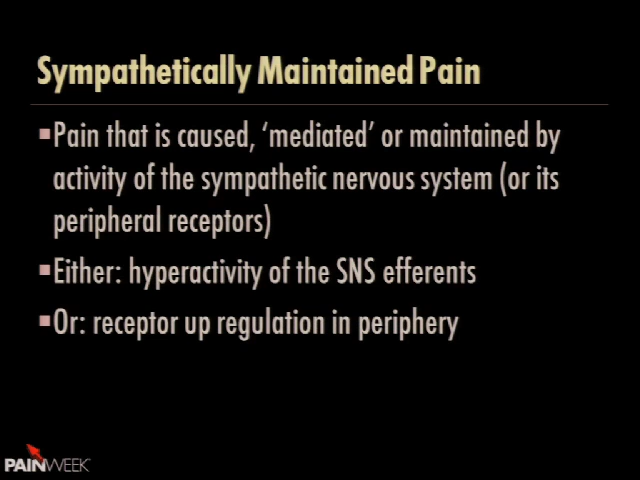 Sympathetically Maintained Pain
▪Pain that is caused, ‘mediated’ or maintained by
activity of the sympathetic nervous system (or its
peripheral receptors)
▪Either: hyperactivity of the SNS efferents
▪Or: receptor up regulation in periphery
PAINWEEK